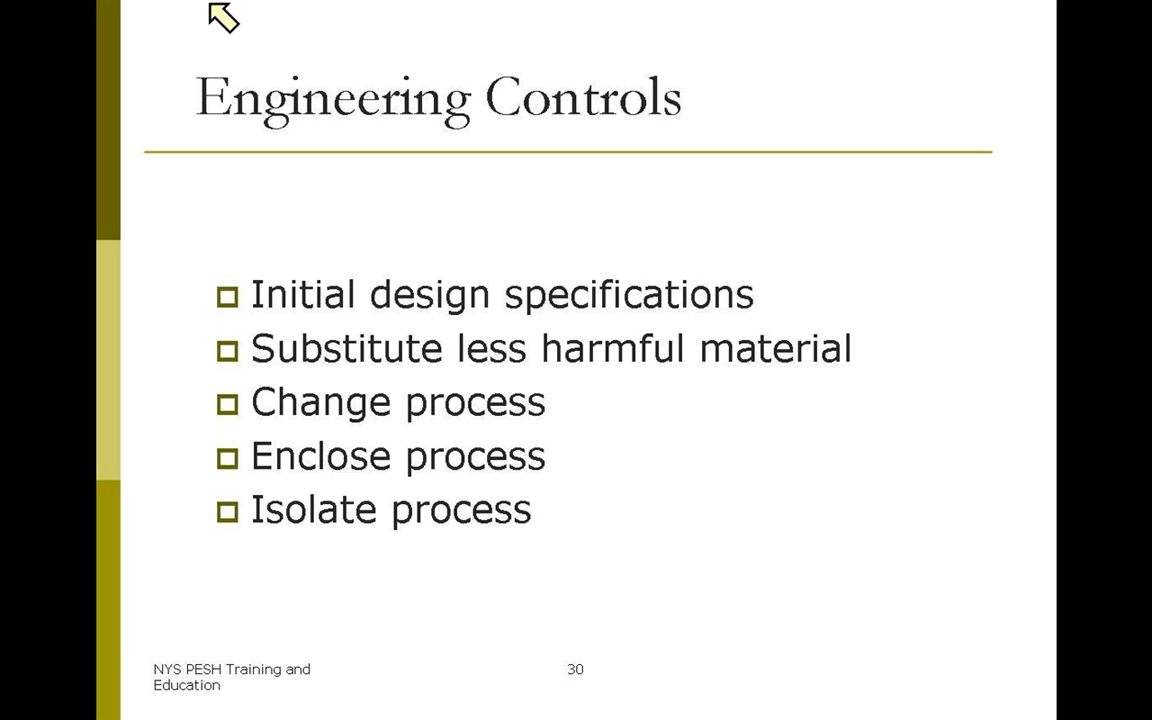 Engineering Controls
Initial design specifications
Substitute less harmful material
Change process
Enclose process
Isolate process
NYS PESH Training and
Education
30